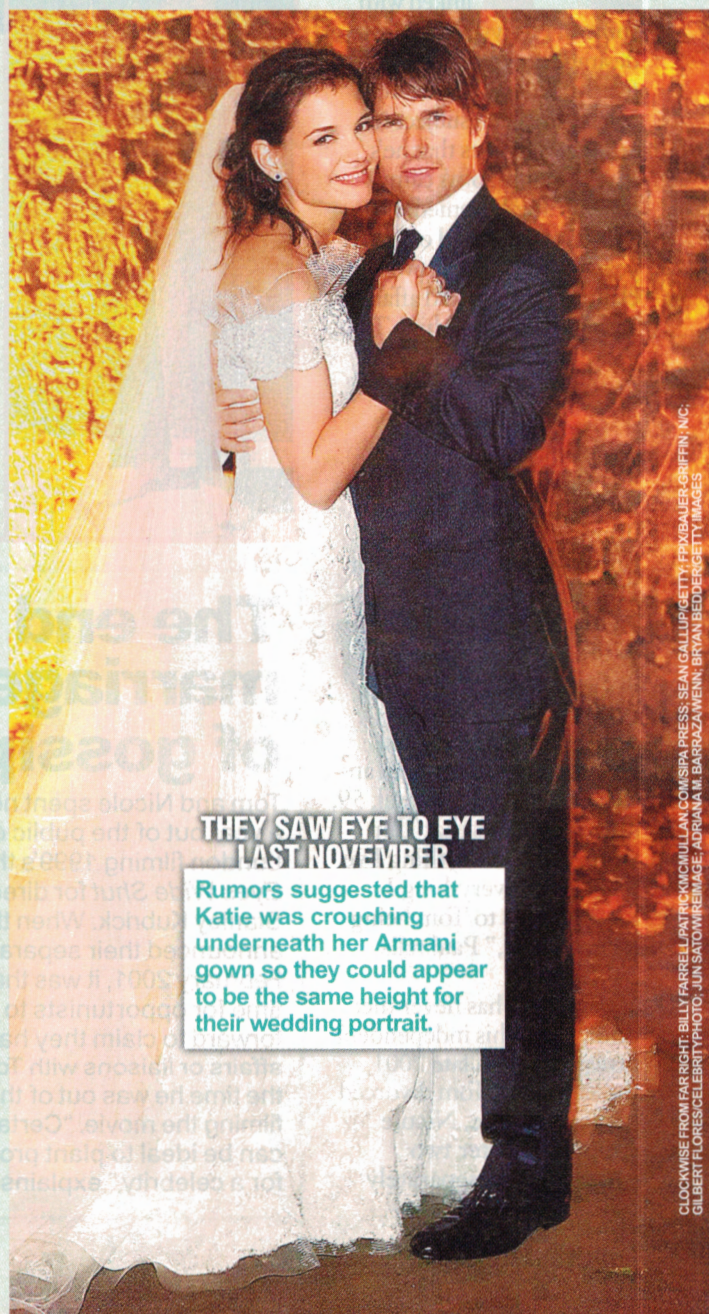 THEY SAW EYE TO EYE
LAST NOVEMBER
Rumors suggested that
Katie was crouching
underneath her Armani
gown so they could appear
to be the same height for
their wedding portrait.
CLOCKWISE FROM FAR RIGHT: BILLY FARRELL/PATRICKMCMULLAN.COM/SIPA PRESS; SEAN GALLUP/GETTY; FPIX/BAUER-GRIFFIN; N/C;
GILBERT FLORES/CELEBRITYPHOTO; JUN SATO/WIREIMAGE; ADRIANA M. BARRAZA/WENN; BRYAN BEDDER/GETTY IMAGES